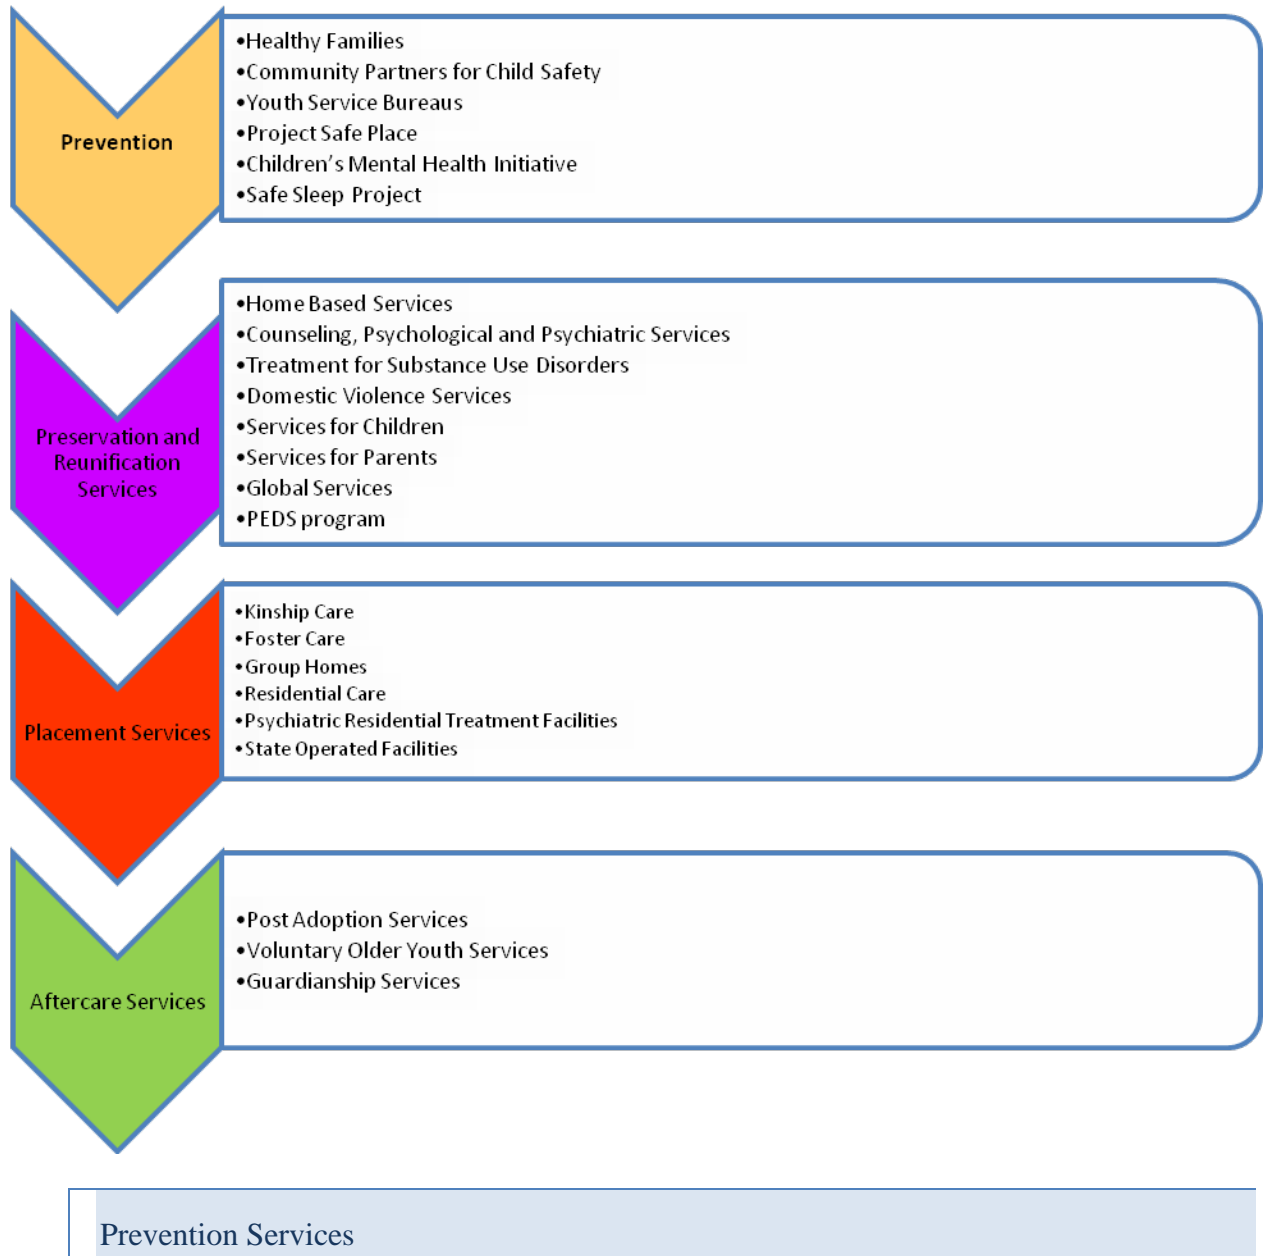 Prevention
•Healthy Families
•Community Partners for Child Safety
•Youth Service Bureaus
•Project Safe Place
•Children's Mental Health Initiative
•Safe Sleep Project
Preservation and
Reunification
Services
•Home Based Services
•Counseling, Psychological and Psychiatric Services
•Treatment for Substance Use Disorders
•Domestic Violence Services
•Services for Children
•Services for Parents
•Global Services
•PEDS program
Placement Services
•Kinship Care
•Foster Care
•Group Homes
•Residential Care
•Psychiatric Residential Treatment Facilities
•State Operated Facilities
Aftercare Services
•Post Adoption Services
•Voluntary Older Youth Services
•Guardianship Services
Prevention Services